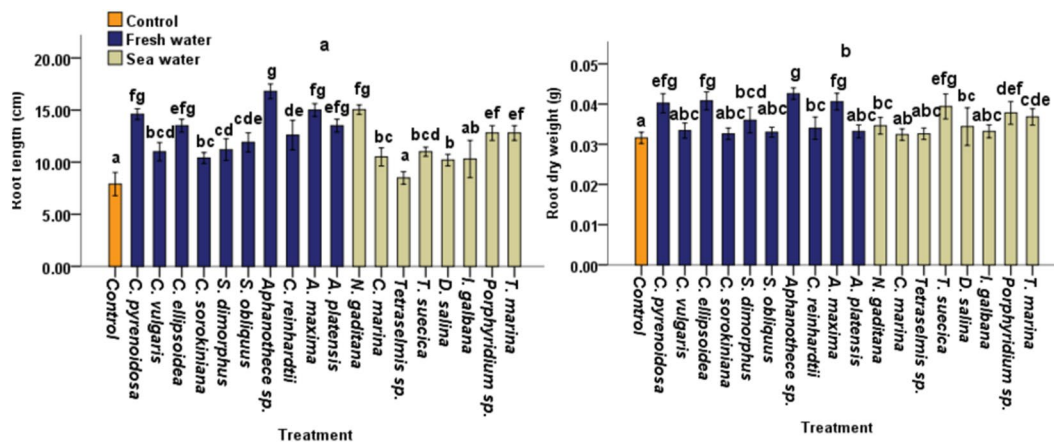 Control
Fresh water
Sea water
a
20.00
15.00
10.00
5.00
0.00
Root length (cm)
a
fg
bcd
efg
bc
cd
cde
g
de
fg
efg
g
bc
a
bcd
b
ab
ef
ef
Control
C. pyrenoidosa
C. vulgaris
C. ellipsoidea
C. sorokiniana
S. dimorphus
S. obliquus
Aphanothece sp.
C. reinhardtii
A. maxima
A. platensis
N. gaditana
C. marina
Tetraselmis sp.
T. suecica
D. salina
I. galbana
Porphyridium sp.
T. marina
Treatment
b
0.05
0.04
0.03
0.02
0.01
0.00
Root dry weight (g)
a
efg
abc
fg
abc
bcd
abc
g
bc
fg
abc
bc
ab
abc
efg
bc
abc
def
cde
Control
C. pyrenoidosa
C. vulgaris
C. ellipsoidea
C. sorokiniana
S. dimorphus
S. obliquus
Aphanothece sp.
C. reinhardtii
A. maxima
A. platensis
N. gaditana
C. marina
Tetraselmis sp.
T. suecica
D. salina
I. galbana
Porphyridium sp.
T. marina
Treatment